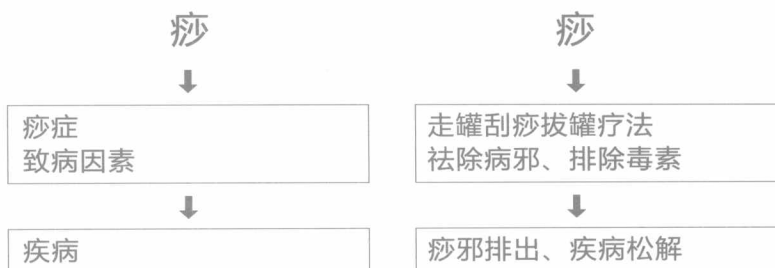 痧
痧症
致病因素
疾病
痧
走罐刮痧拔罐疗法
祛除病邪、排除毒素
痧邪排出、疾病松解